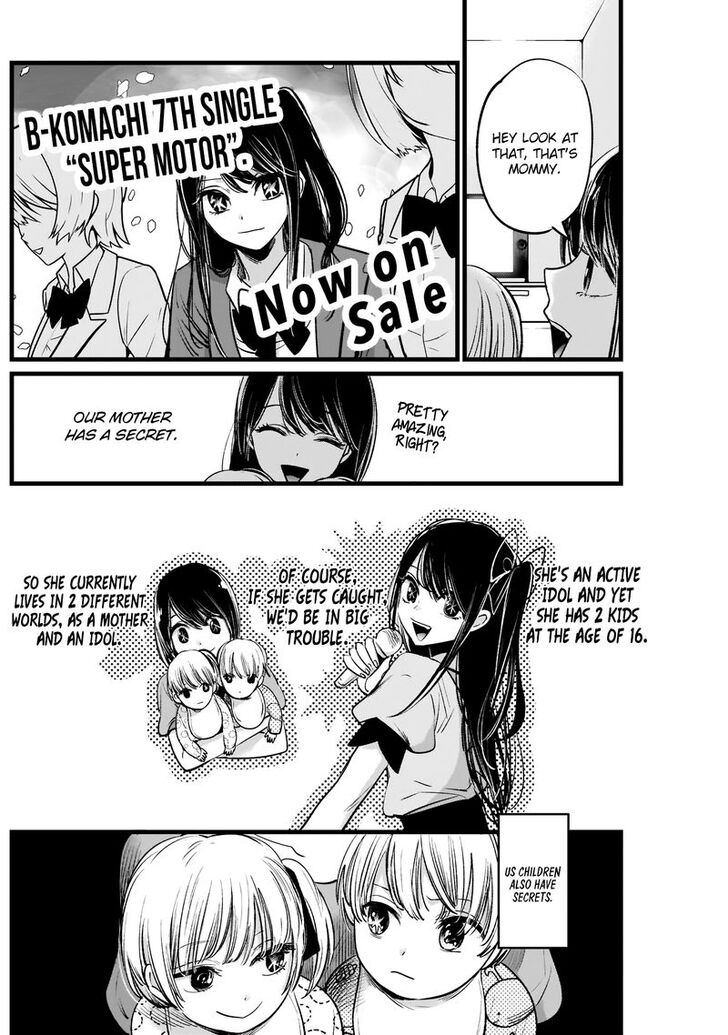 HEY LOOK AT
THAT, THAT'S
MOMMY.
B-KOMACHI 7TH SINGLE
"SUPER MOTOR".
Now on
Sale
PRETTY
AMAZING,
RIGHT?
OUR MOTHER
HAS A SECRET.
SHE'S AN ACTIVE
IDOL AND YET
SHE HAS 2 KIDS
AT THE AGE OF 16.
OF COURSE,
IF SHE GETS CAUGHT,
WE'D BE IN BIG
TROUBLE.
SO SHE CURRENTLY
LIVES IN 2 DIFFERENT
WORLDS, AS A MOTHER
AND AN IDOL.
US CHILDREN
ALSO HAVE
SECRETS.